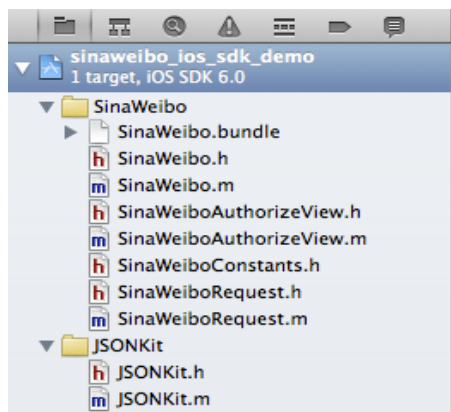 sinaweibo_ios_sdk_demo
1 target, iOS SDK 6.0
SinaWeibo
SinaWeibo.bundle
h SinaWeibo.h
m SinaWeibo.m
h SinaWeiboAuthorizeView.h
m SinaWeiboAuthorizeView.m
h SinaWeiboConstants.h
h SinaWeiboRequest.h
m SinaWeiboRequest.m
JSONKit
h JSONKit.h
m JSONKit.m